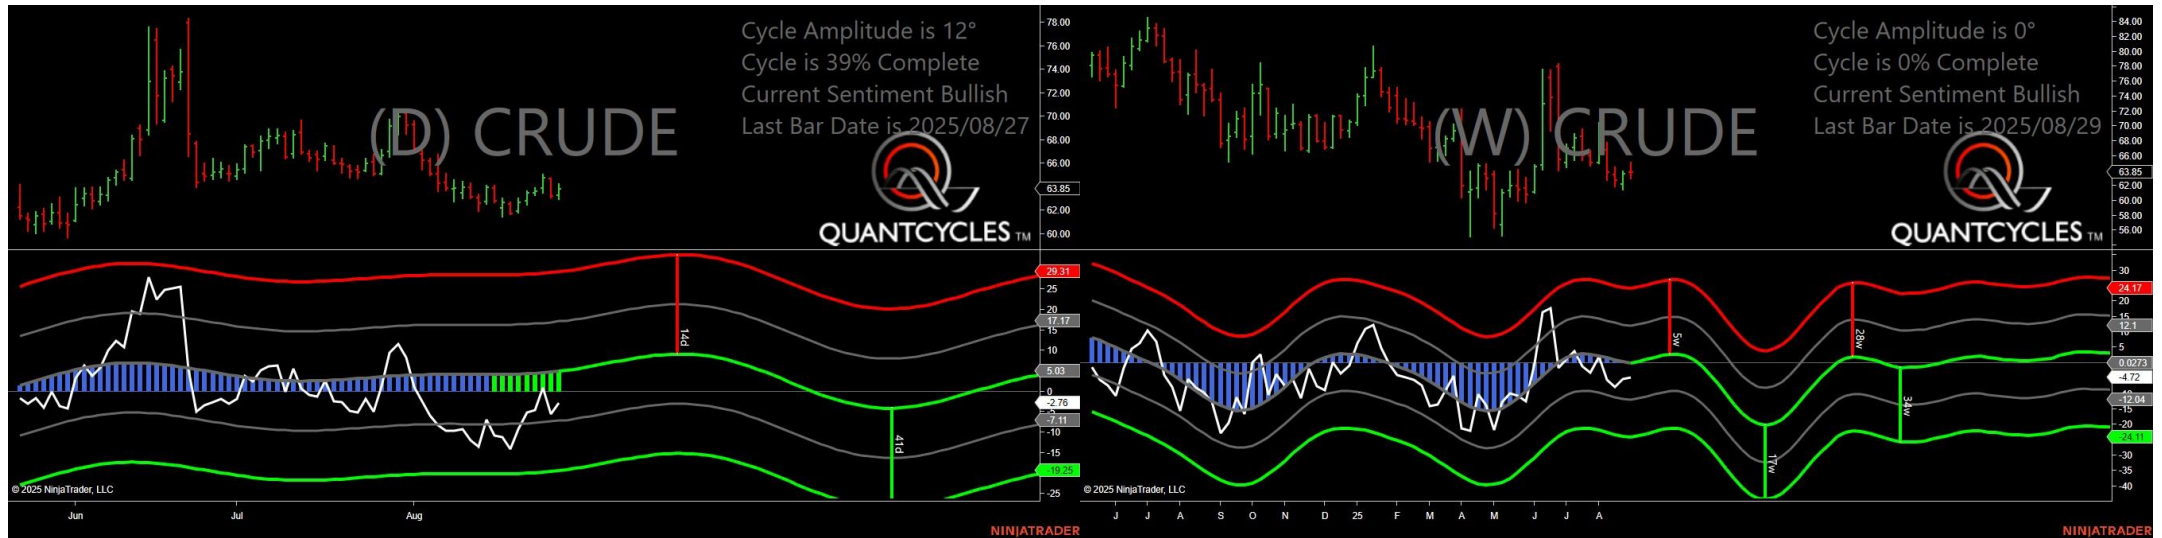 Cycle Amplitude is 12°
Cycle is 39% Complete
Current Sentiment Bullish
Last Bar Date is 2025/08/27
(D) CRUDE
QUANTCYCLES TM
78.00
76.00
74.00
72.00
70.00
68.00
66.00
63.85
62.00
60.00
29.31
25
20
17.17
15
10
5.03
0
-2.76
-7.11
-10
-15
-19.25
-25
14d
41d
© 2025 NinjaTrader, LLC
Jun Jul Aug
NINJATRADER
Cycle Amplitude is 0°
Cycle is 0% Complete
Current Sentiment Bullish
Last Bar Date is 2025/08/29
(W) CRUDE
QUANTCYCLES TM
84.00
82.00
80.00
78.00
76.00
74.00
72.00
70.00
68.00
66.00
63.85
62.00
60.00
58.00
56.00
30
24.17
20
15
12.1
5
0.0273
-4.72
-12.04
-15
-20
-24.11
-30
-35
-40
5w
17w
28w
34w
© 2025 NinjaTrader, LLC
J J A S O N D 25 F M A M J J A
NINJATRADER